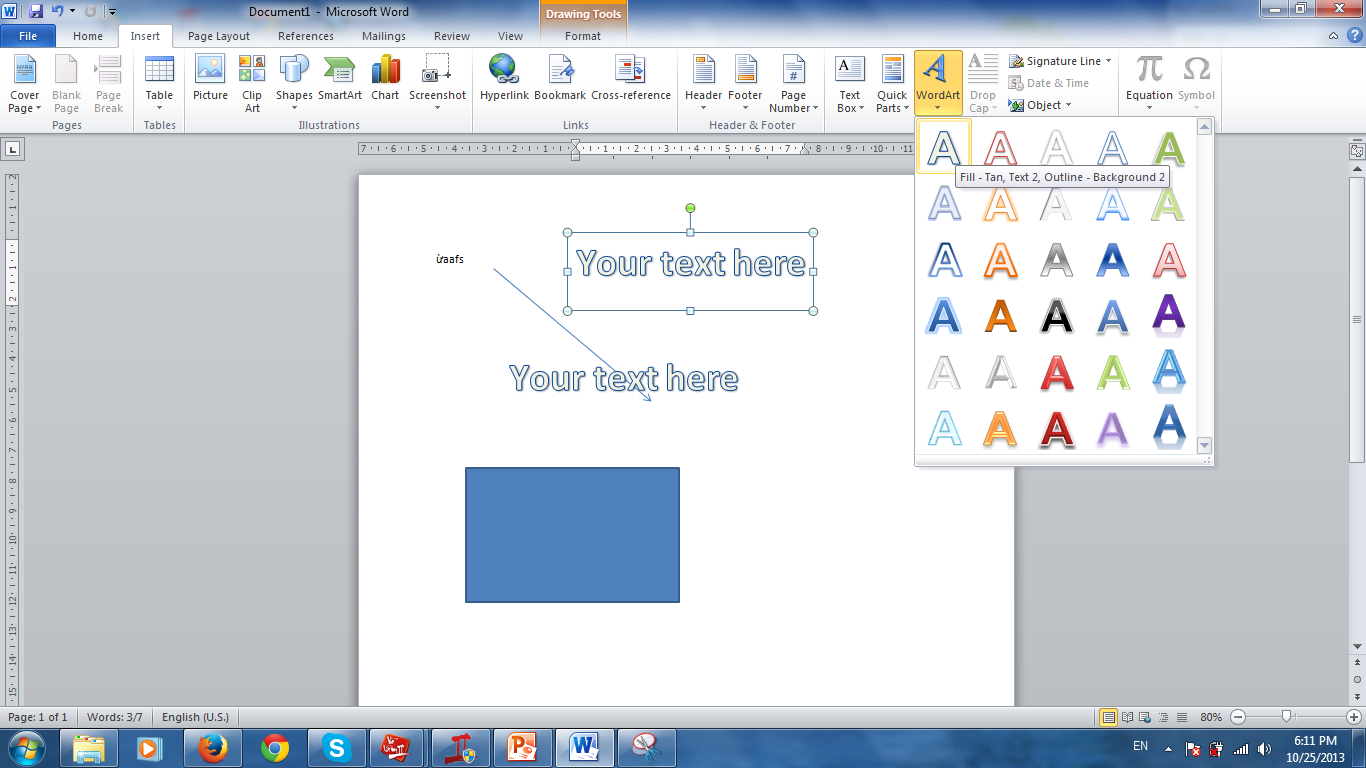 Document1 - Microsoft Word
Drawing Tools
File Home Insert Page Layout References Mailings Review View Format
Cover Page
Blank Page
Page Break
Pages
Table
Tables
Picture
Clip Art
Shapes
SmartArt
Chart
Screenshot
Illustrations
Hyperlink
Bookmark
Cross-reference
Links
Header
Footer
Page Number
Header & Footer
Text Box
Quick Parts
WordArt
Drop Cap
Signature Line
Date & Time
Object
Equation
Symbol
Fill - Tan, Text 2, Outline - Background 2
Your text here
Your text here
Page: 1 of 1 Words: 3/7 English (U.S.) 80%
EN 6:11 PM
10/25/2013